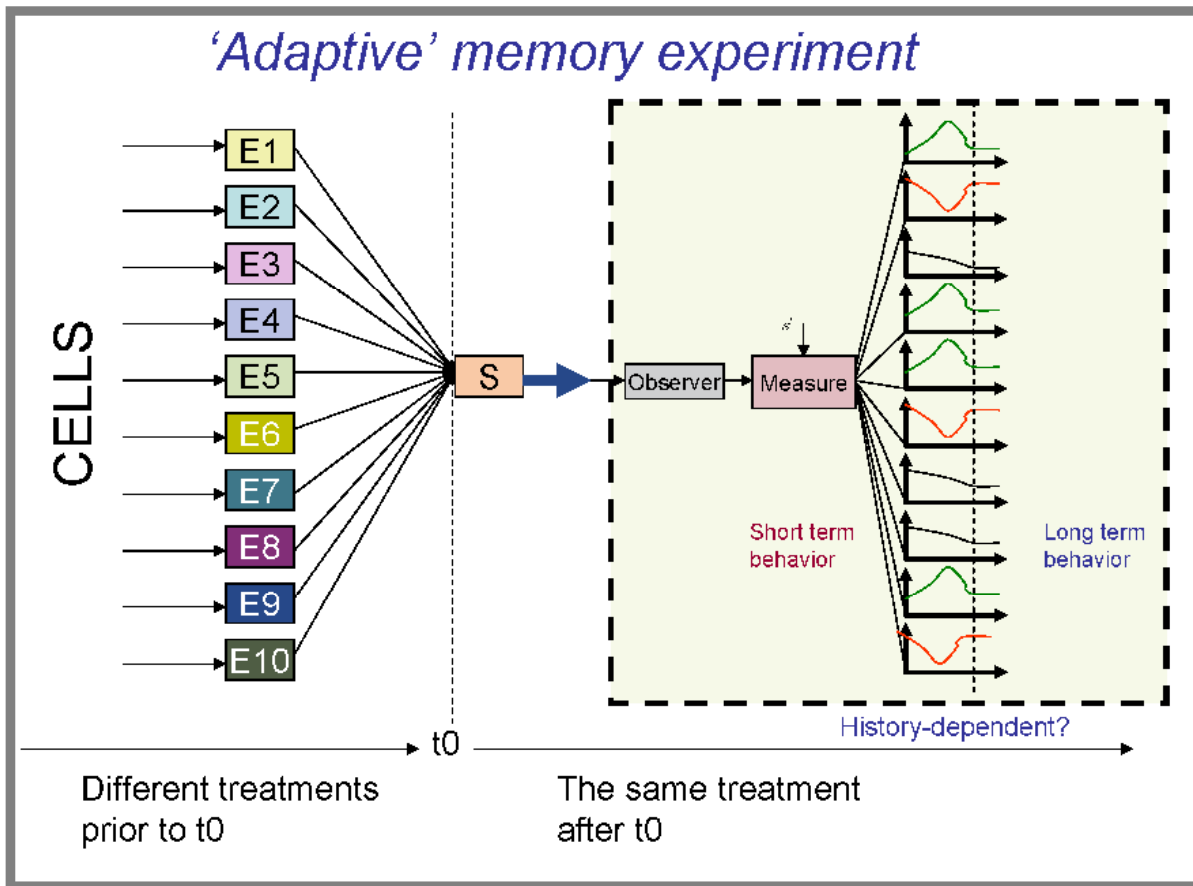 ‘Adaptive’ memory experiment
CELLS
E1
E2
E3
E4
E5
E6
E7
E8
E9
E10
S
Observer
s'
Measure
Short term
behavior
Long term
behavior
History-dependent?
t0
Different treatments
prior to t0
The same treatment
after t0